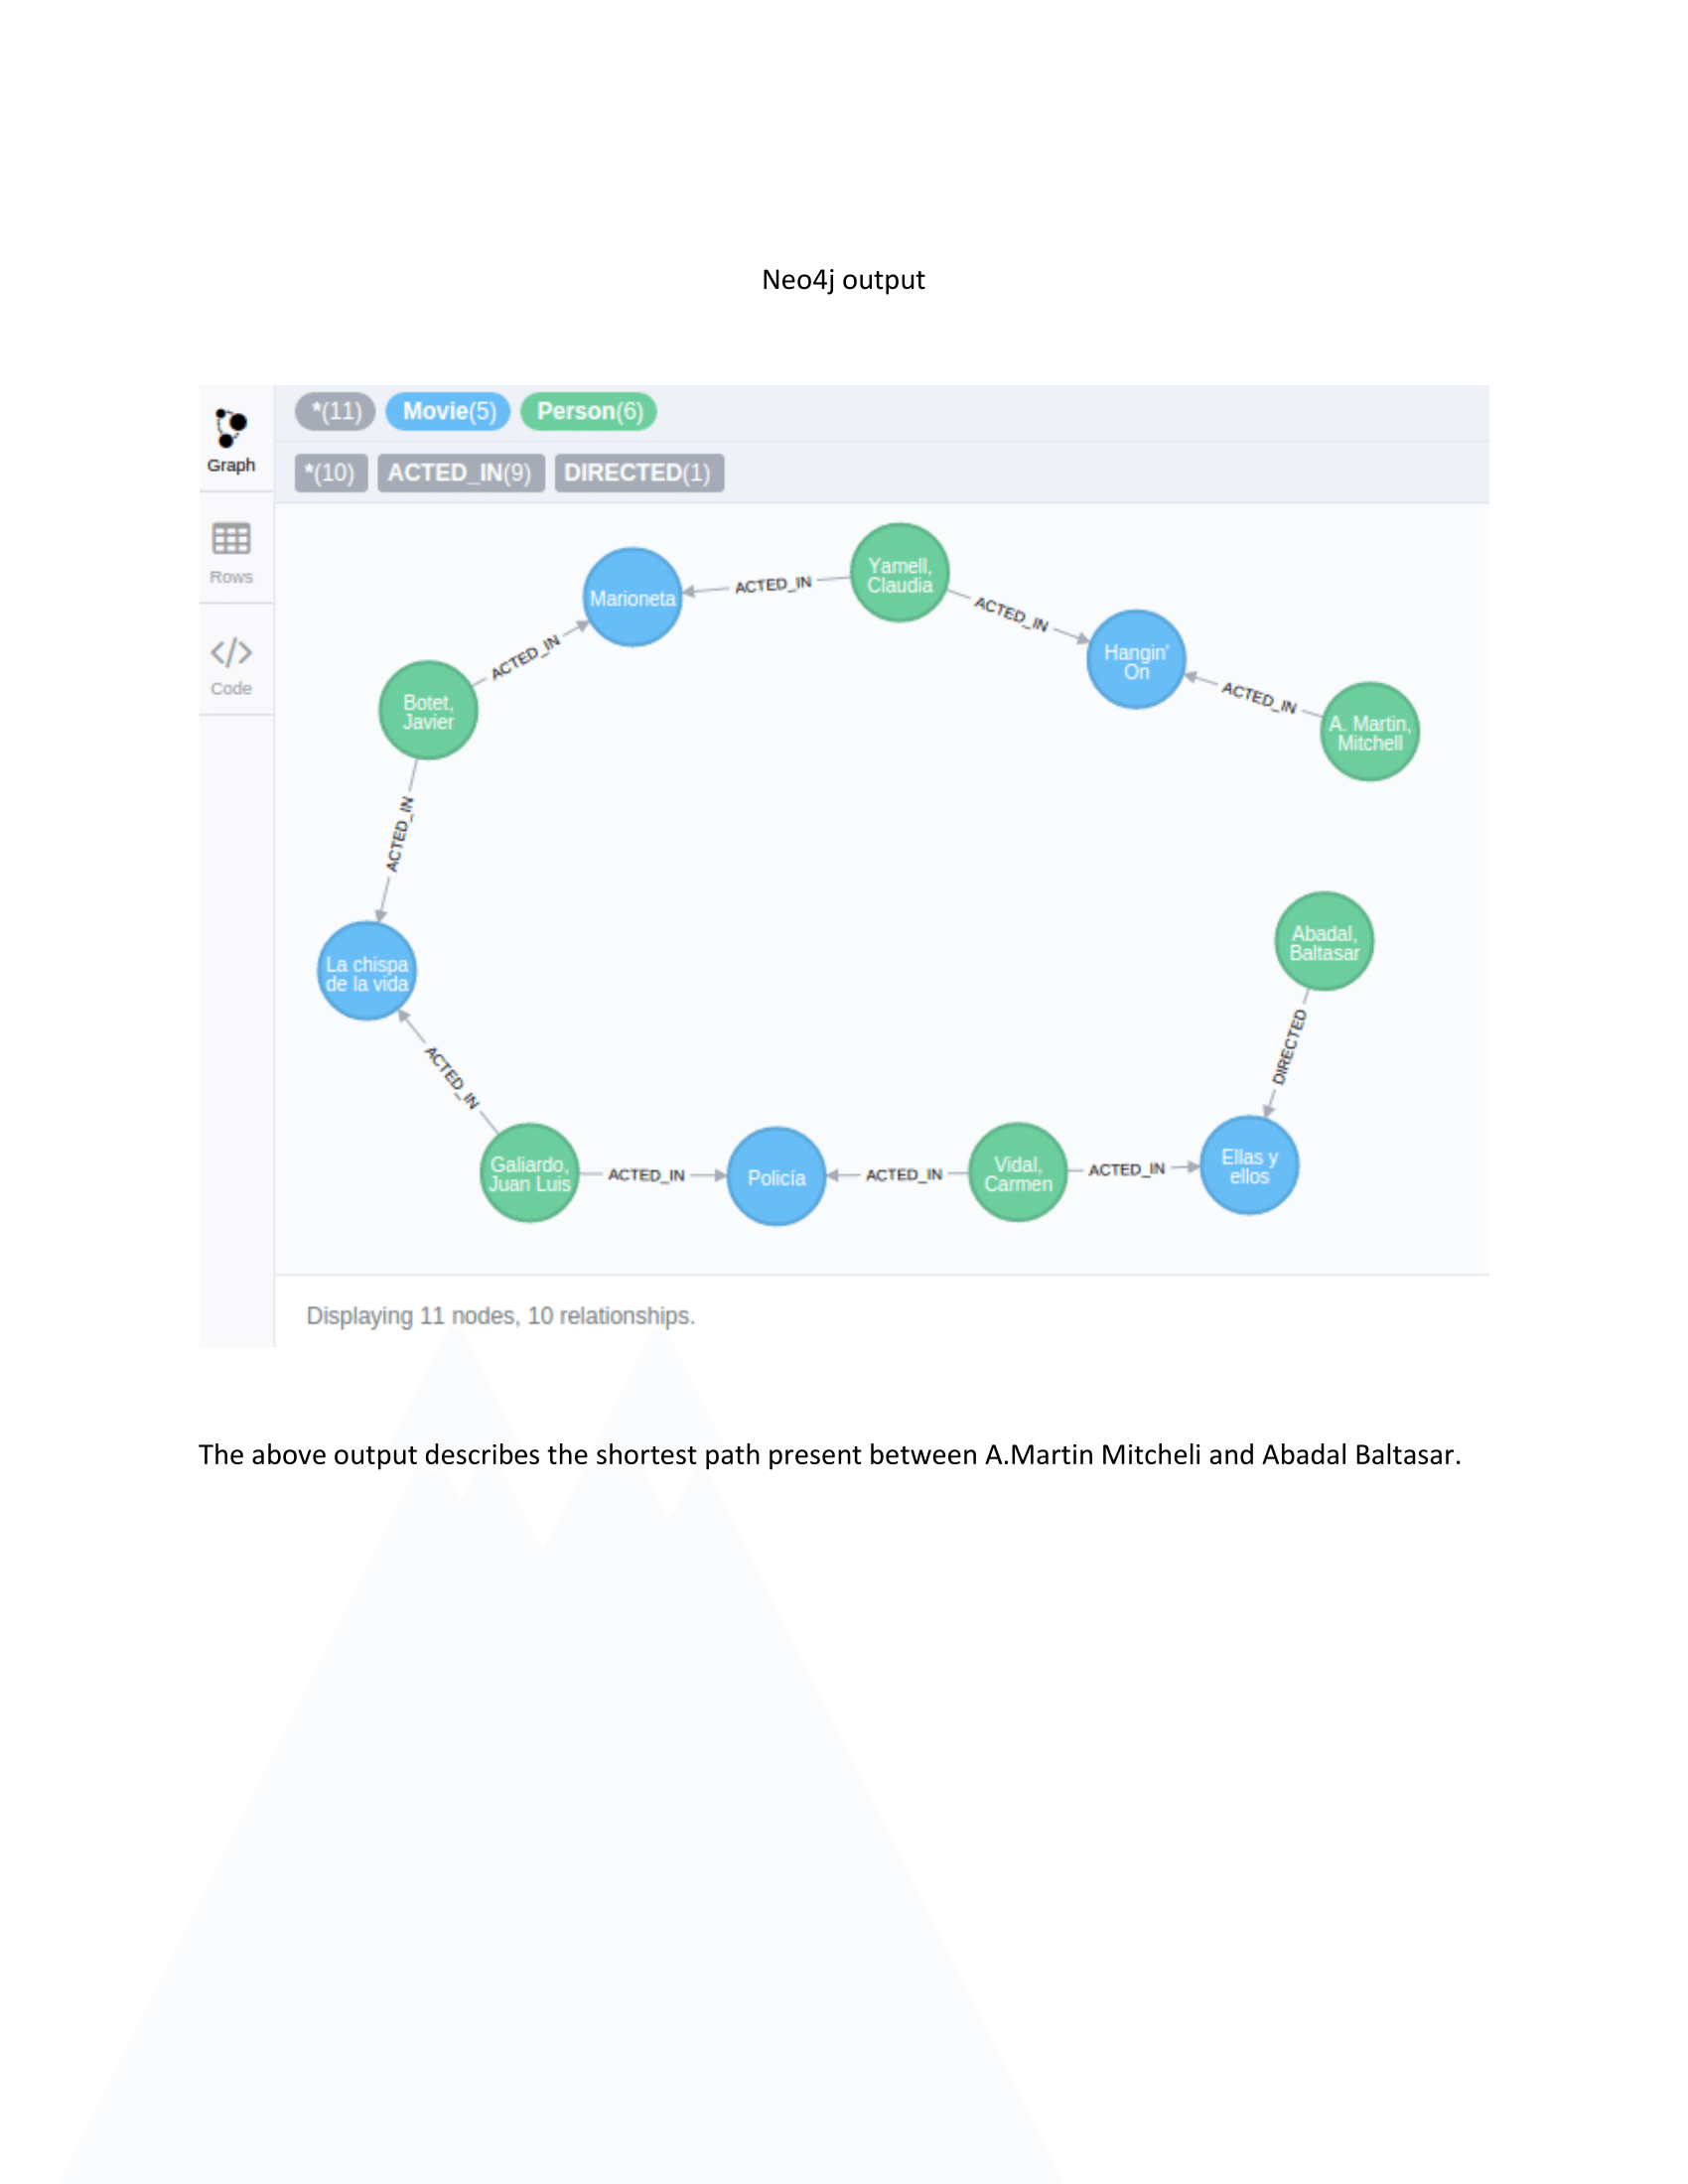 Neo4j output
*(11) Movie(5) Person(6)
Graph
*(10) ACTED_IN(9) DIRECTED(1)
Rows
Code
Marioneta
ACTED_IN
Yamell,
Claudia
ACTED_IN
Hangin'
On
ACTED_IN
A. Martin,
Mitchell
ACTED_IN
Botet,
Javier
ACTED_IN
La chispa
de la vida
ACTED_IN
Galiardo,
Juan Luis
ACTED_IN
Policía
ACTED_IN
Vidal,
Carmen
ACTED_IN
Ellas y
ellos
DIRECTED
Abadal,
Baltasar
Displaying 11 nodes, 10 relationships.
The above output describes the shortest path present between A.Martin Mitcheli and Abadal Baltasar.